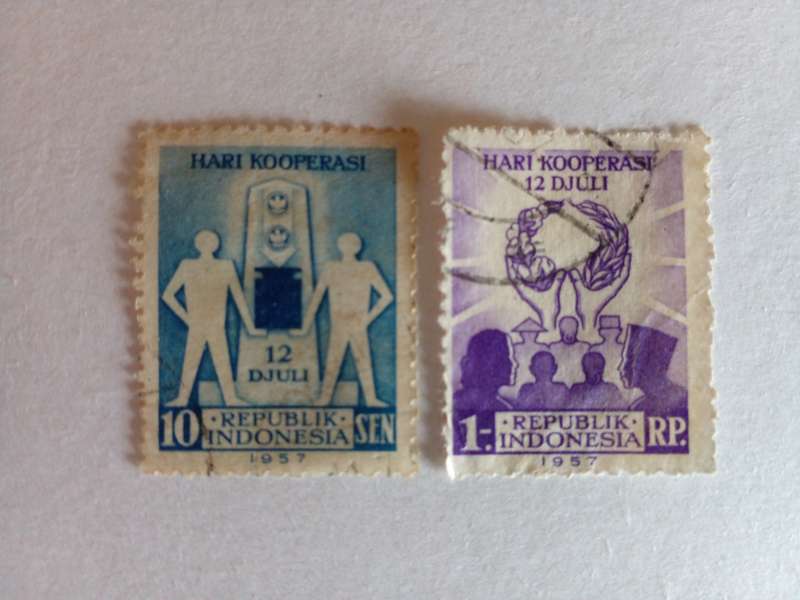 HARI KOOPERASI
12
DJULI
10 REPUBLIK INDONESIA SEN
1957
HARI KOOPERASI
12 DJULI
1- REPUBLIK INDONESIA RP.
1957